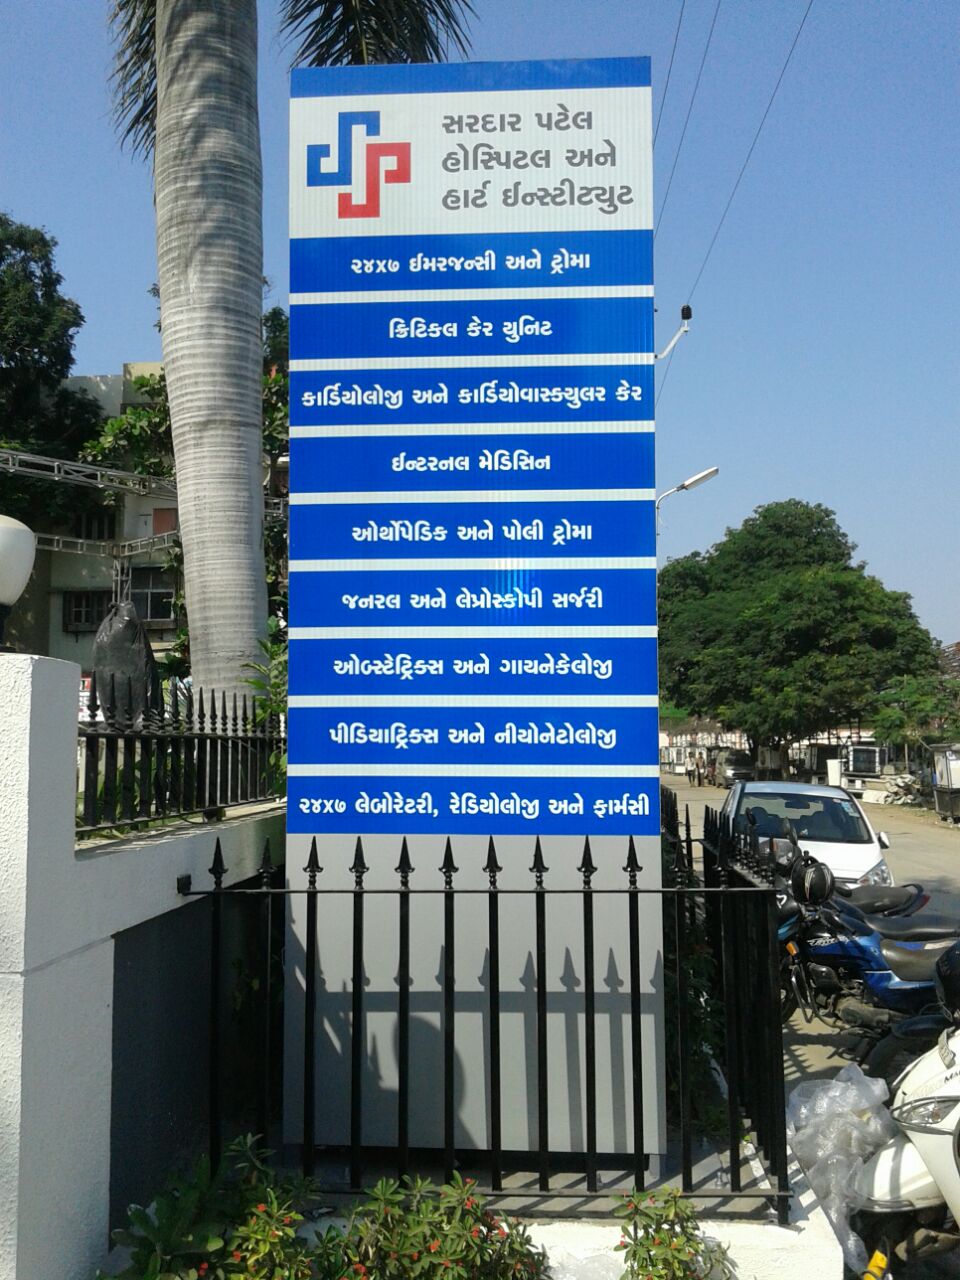 સરદાર પટેલ
હોસ્પિટલ અને
હાર્ટ ઈન્સ્ટીટ્યુટ
૨૪x૭ ઈમરજન્સી અને ટ્રોમા
ક્રિટિકલ કેર યુનિટ
કાર્ડિયોલોજી અને કાર્ડિયોવાસ્ક્યુલર કેર
ઈન્ટરનલ મેડિસિન
ઓર્થોપેડિક અને પોલી ટ્રોમા
જનરલ અને લેપ્રોસ્કોપી સર્જરી
ઓબ્સ્ટેટ્રિક્સ અને ગાયનેકેલોજી
પીડિયાટ્રિક્સ અને નીયોનેટોલોજી
૨૪x૭ લેબોરેટરી, રેડિયોલોજી અને ફાર્મસી